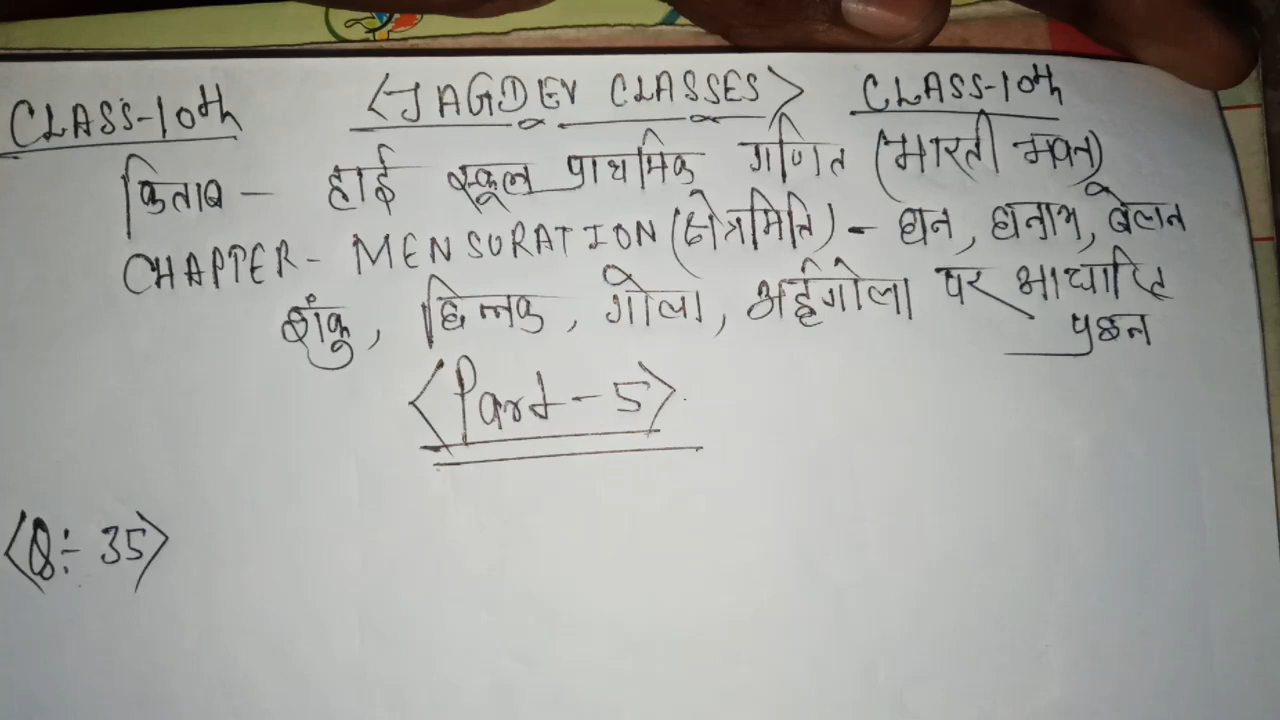 CLASS-10th <JAGDEV CLASSES> CLASS-10th
किताब - हाई स्कूल प्राथमिक गणित (भारती भवन)
CHAPTER- MENSURATION (क्षेत्रमिति) - घन, घनाभ, बेलन
शंकु, छिन्नक, गोला, अर्द्धगोला पर आधारित
प्रश्न
<Part-5>
<Q÷ 35>